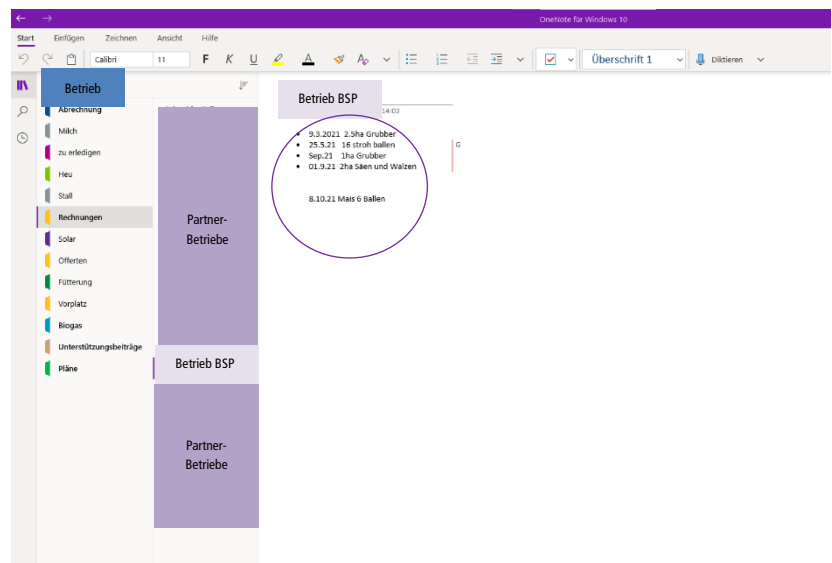 OneNote für Windows 10
Start Einfügen Zeichnen Ansicht Hilfe
Calibri 11 F K U A Überschrift 1 Diktieren
Betrieb
Abrechnung
Milch
zu erledigen
Heu
Stall
Rechnungen
Solar
Offerten
Fütterung
Vorplatz
Biogas
Unterstützungsbeiträge
Pläne
Partner-
Betriebe
Betrieb BSP
Partner-
Betriebe
Betrieb BSP
14:02
• 9.3.2021 2.5ha Grubber
• 25.5.21 16 stroh ballen
• Sep.21 1ha Grubber
• 01.9.21 2ha Säen und Walzen
8.10.21 Mais 6 Ballen
G